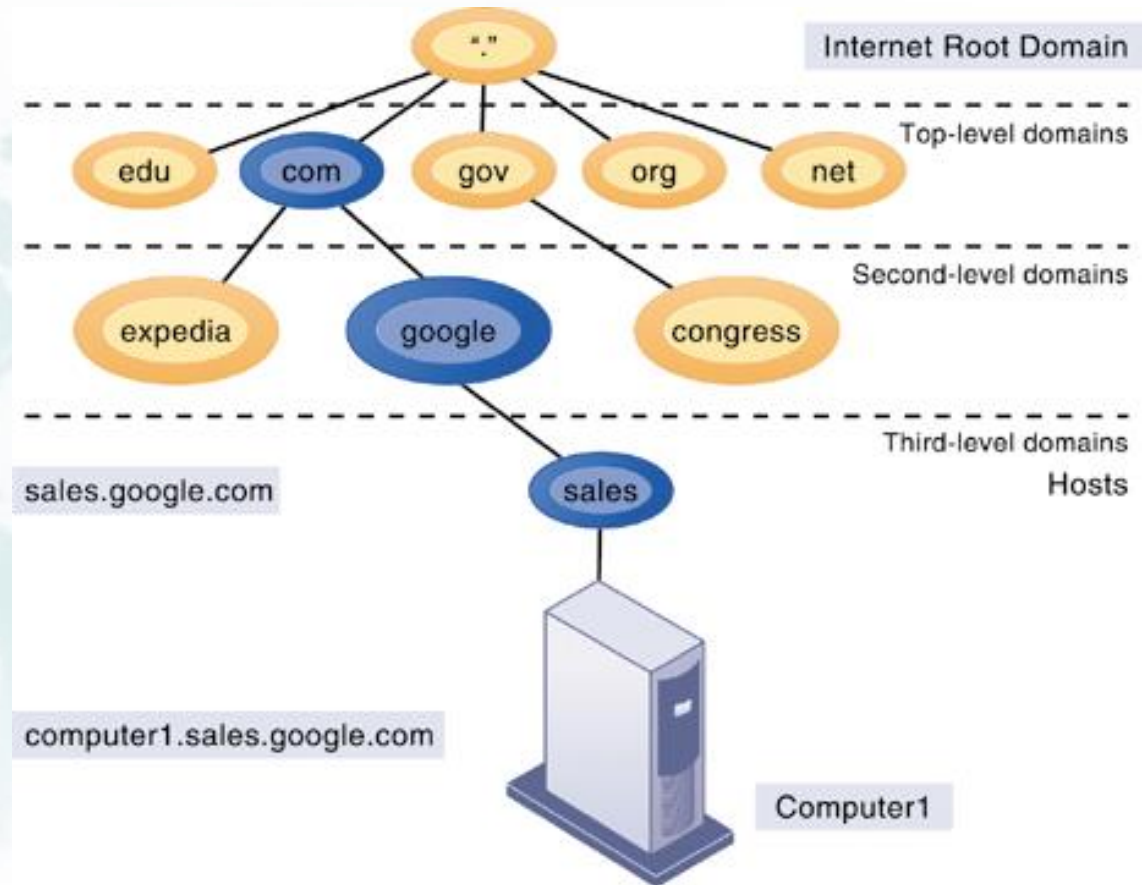 “.”
Internet Root Domain
Top-level domains
edu
com
gov
org
net
Second-level domains
expedia
google
congress
Third-level domains
sales.google.com
sales
Hosts
computer1.sales.google.com
Computer1